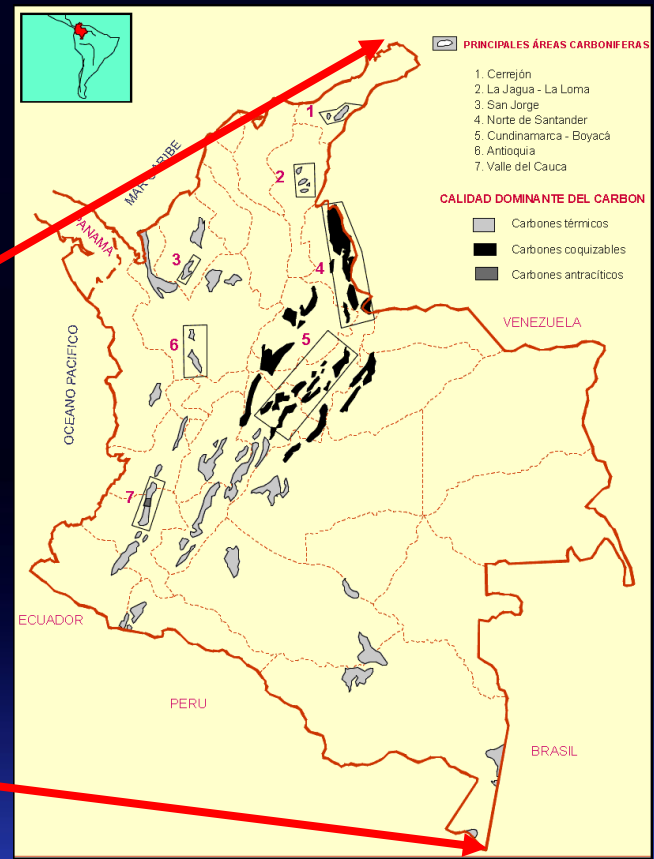 PRINCIPALES ÁREAS CARBONIFERAS
1. Cerrejón
2. La Jagua - La Loma
3. San Jorge
4. Norte de Santander
5. Cundinamarca - Boyacá
6. Antioquia
7. Valle del Cauca
CALIDAD DOMINANTE DEL CARBON
Carbones térmicos
Carbones coquizables
Carbones antracíticos
MAR CARIBE
PANAMA
OCEANO PACIFICO
VENEZUELA
ECUADOR
PERU
BRASIL
1
2
3
4
5
6
7